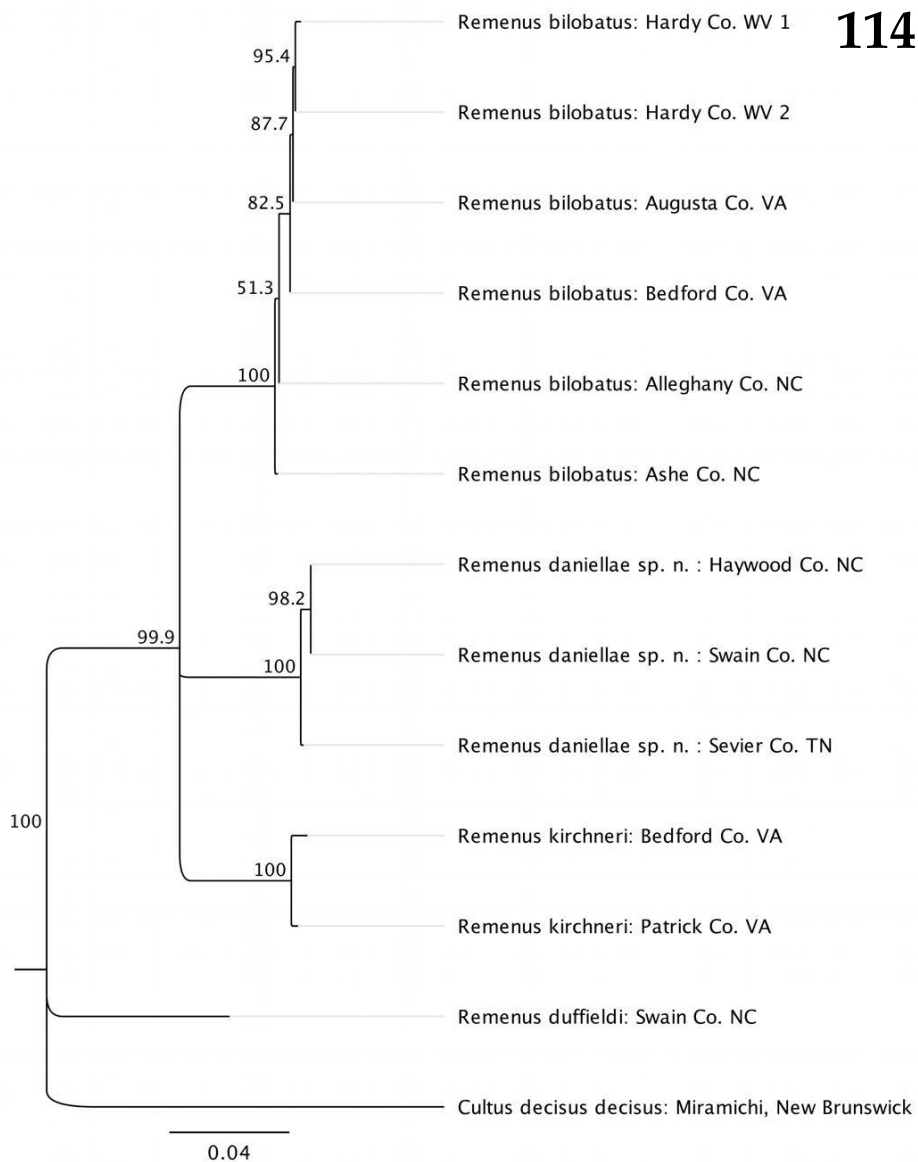 Remenus bilobatus: Hardy Co. WV 1
114
95.4
Remenus bilobatus: Hardy Co. WV 2
87.7
82.5
Remenus bilobatus: Augusta Co. VA
51.3
Remenus bilobatus: Bedford Co. VA
100
Remenus bilobatus: Alleghany Co. NC
Remenus bilobatus: Ashe Co. NC
Remenus daniellae sp. n. : Haywood Co. NC
98.2
99.9
Remenus daniellae sp. n. : Swain Co. NC
100
Remenus daniellae sp. n. : Sevier Co. TN
100
Remenus kirchneri: Bedford Co. VA
100
Remenus kirchneri: Patrick Co. VA
Remenus duffieldi: Swain Co. NC
Cultus decisus decisus: Miramichi, New Brunswick
0.04